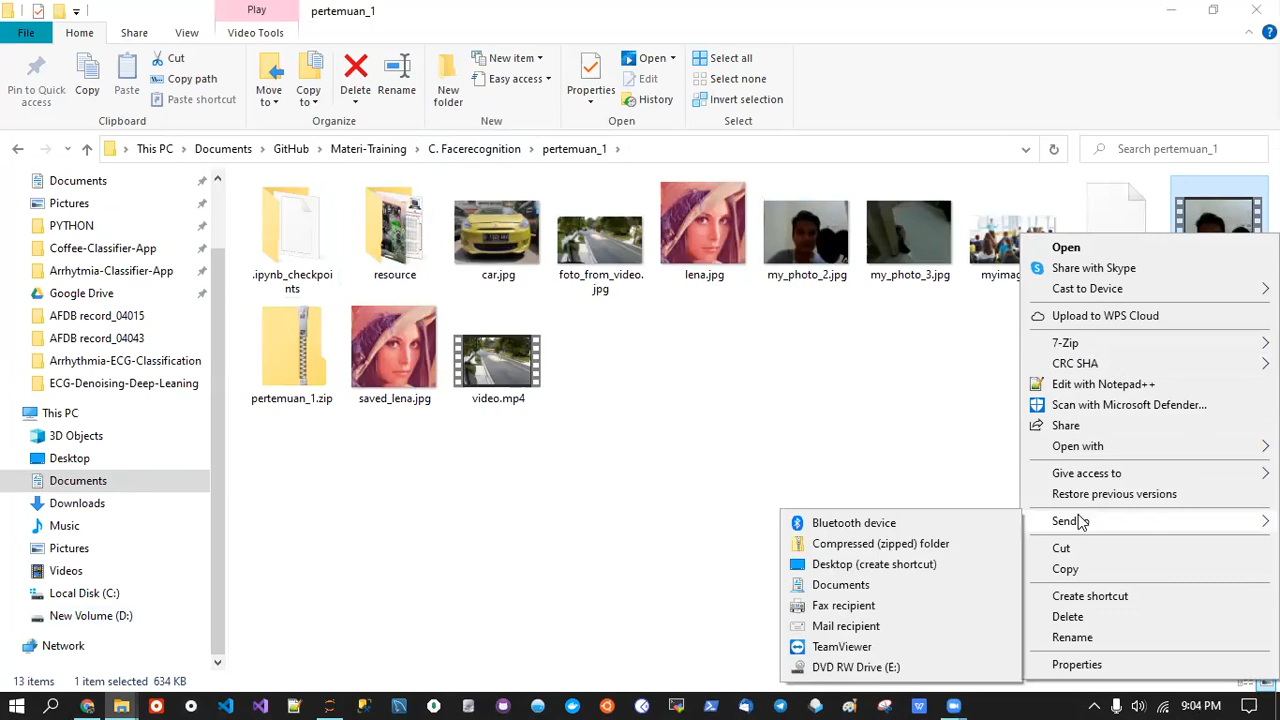 Play
pertemuan_1
File
Home
Share
View
Video Tools
Pin to Quick access
Copy
Paste
Cut
Copy path
Paste shortcut
Clipboard
Move to
Copy to
Delete
Rename
Organize
New folder
New item
Easy access
New
Properties
Open
Edit
History
Open
Select all
Select none
Invert selection
Select
This PC
Documents
GitHub
Materi-Training
C. Facerecognition
pertemuan_1
Search pertemuan_1
Documents
Pictures
PYTHON
Coffee-Classifier-App
Arrhytmia-Classifier-App
Google Drive
AFDB record_04015
AFDB record_04043
Arrhythmia-ECG-Classification
ECG-Denoising-Deep-Leaning
This PC
3D Objects
Desktop
Documents
Downloads
Music
Pictures
Videos
Local Disk (C:)
New Volume (D:)
Network
.ipynb_checkpoi
nts
resource
car.jpg
foto_from_video.
jpg
lena.jpg
my_photo_2.jpg
my_photo_3.jpg
pertemuan_1.zip
saved_lena.jpg
video.mp4
Open
Share with Skype
Cast to Device
Upload to WPS Cloud
7-Zip
CRC SHA
Edit with Notepad++
Scan with Microsoft Defender...
Share
Open with
Give access to
Restore previous versions
Send
Cut
Copy
Create shortcut
Delete
Rename
Properties
Bluetooth device
Compressed (zipped) folder
Desktop (create shortcut)
Documents
Fax recipient
Mail recipient
TeamViewer
DVD RW Drive (E:)
13 items
1 item selected 634 KB
9:04 PM